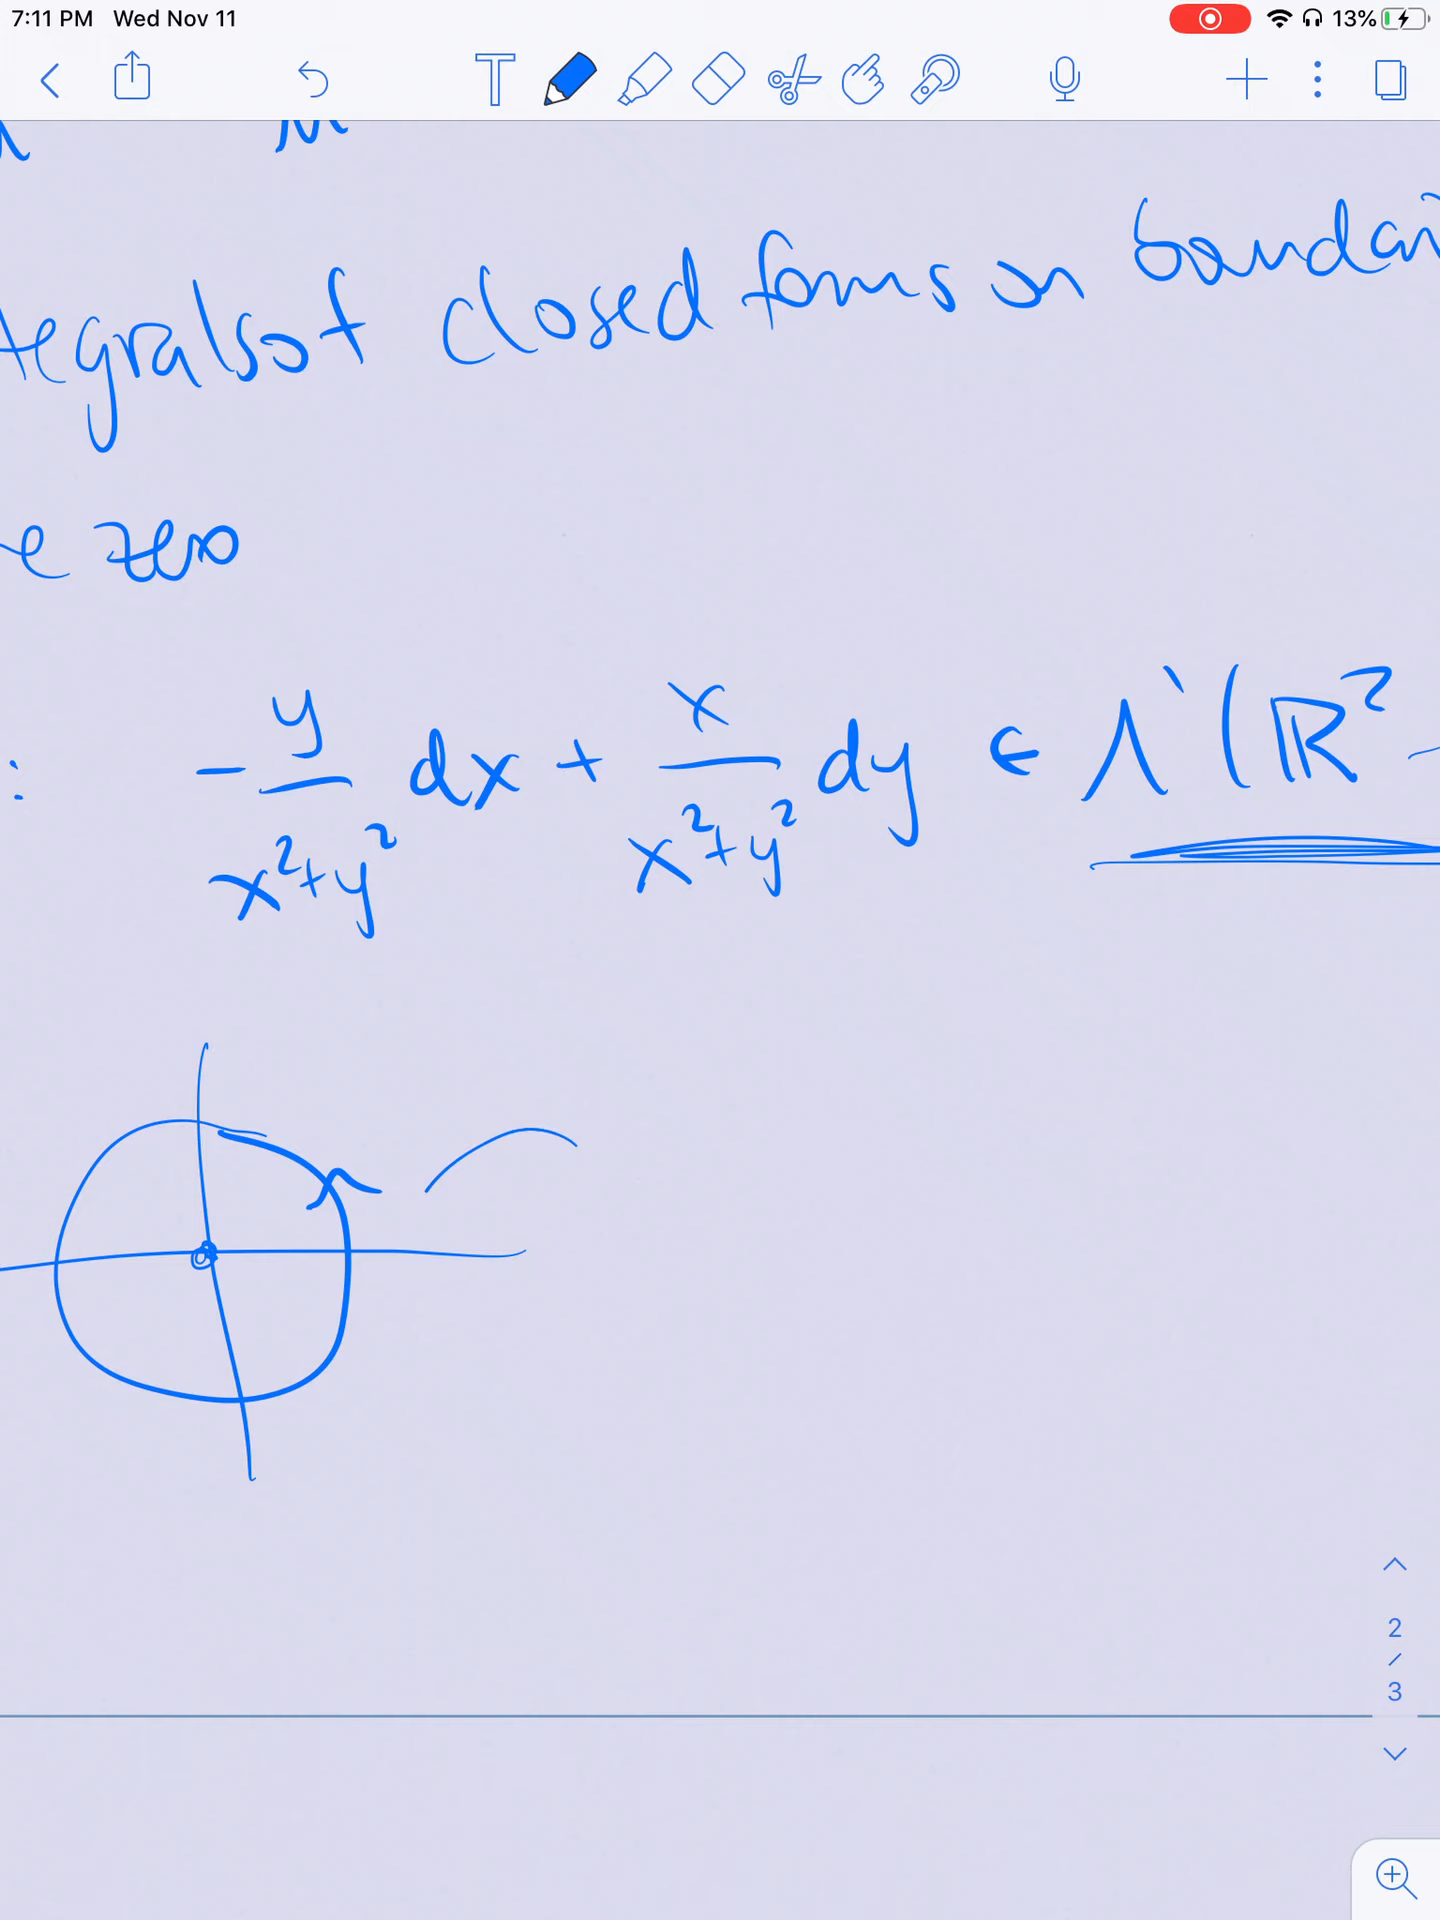 7:11 PM Wed Nov 11 13%
T
tegrals of closed forms on boundar
e zero
: -y/(x²+y²) dx + x/(x²+y²) dy ∈ Λ¹(ℝ² -
2
/
3